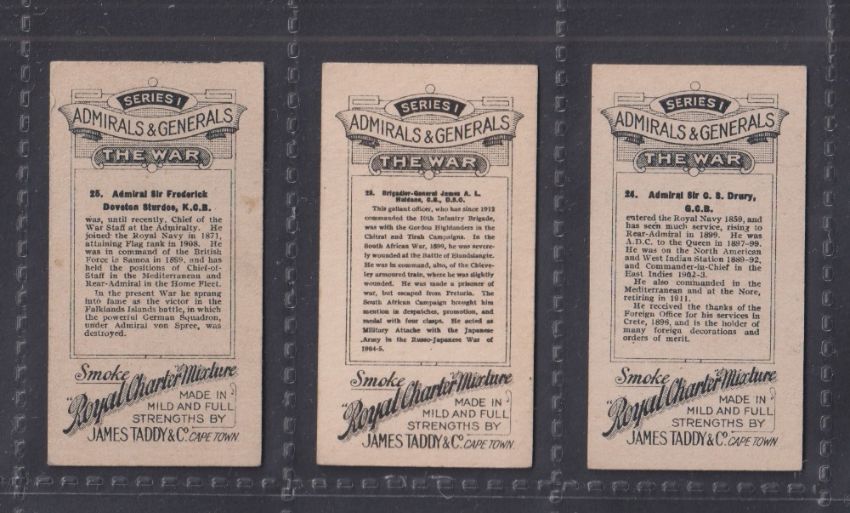 SERIES 1
ADMIRALS & GENERALS
THE WAR
25. Admiral Sir Frederick
Doveton Sturdee, K.C.B.
was, until recently, Chief of the
War Staff at the Admiralty. He
joined the Royal Navy in 1871,
attaining Flag rank in 1908. He
was in command of the British
Force in Samoa in 1899, and has
held the positions of Chief-of-
Staff in the Mediterranean and
Rear-Admiral in the Home Fleet.
In the present War he sprang
into fame as the victor in the
Falklands Islands battle, in which
the powerful German Squadron,
under Admiral von Spree, was
destroyed.
Smoke
"Royal Charter" Mixture
MADE IN
MILD AND FULL
STRENGTHS BY
JAMES TADDY & Co. CAPE TOWN.
SERIES 1
ADMIRALS & GENERALS
THE WAR
Brigadier-General James A. L.
Haldane, C.B., D.S.O.
This gallant officer, who has since 1912
commanded the 10th Infantry Brigade,
was with the Gordon Highlanders in the
Chitral and Tirah Campaigns. In the
South African War, 1899, he was severe-
ly wounded at the Battle of Elandslaagte.
He was in command, also, of the Chieve-
ley armoured train, where he was slightly
wounded. He was made a prisoner of
war, but escaped from Pretoria. The
South African Campaign brought him
mention in despatches, promotion, and
medal with four clasps. He acted as
Military Attache with the Japanese
Army in the Russo-Japanese War of
1904-5.
Smoke
"Royal Charter" Mixture
MADE IN
MILD AND FULL
STRENGTHS BY
JAMES TADDY & Co. CAPE TOWN.
SERIES 1
ADMIRALS & GENERALS
THE WAR
24. Admiral Sir C. S. Drury,
G.C.B.
entered the Royal Navy 1859, and
has seen much service, rising to
Rear-Admiral in 1899. He was
A.D.C. to the Queen in 1897-99.
He was on the North American
and West Indian Station 1889-92,
and Commander-in-Chief in the
East Indies 1902-3.
He also commanded in the
Mediterranean and at the Nore,
retiring in 1911.
He received the thanks of the
Foreign Office for his services in
Crete, 1896, and is the holder of
many foreign decorations and
orders of merit.
Smoke
"Royal Charter" Mixture
MADE IN
MILD AND FULL
STRENGTHS BY
JAMES TADDY & Co. CAPE TOWN.